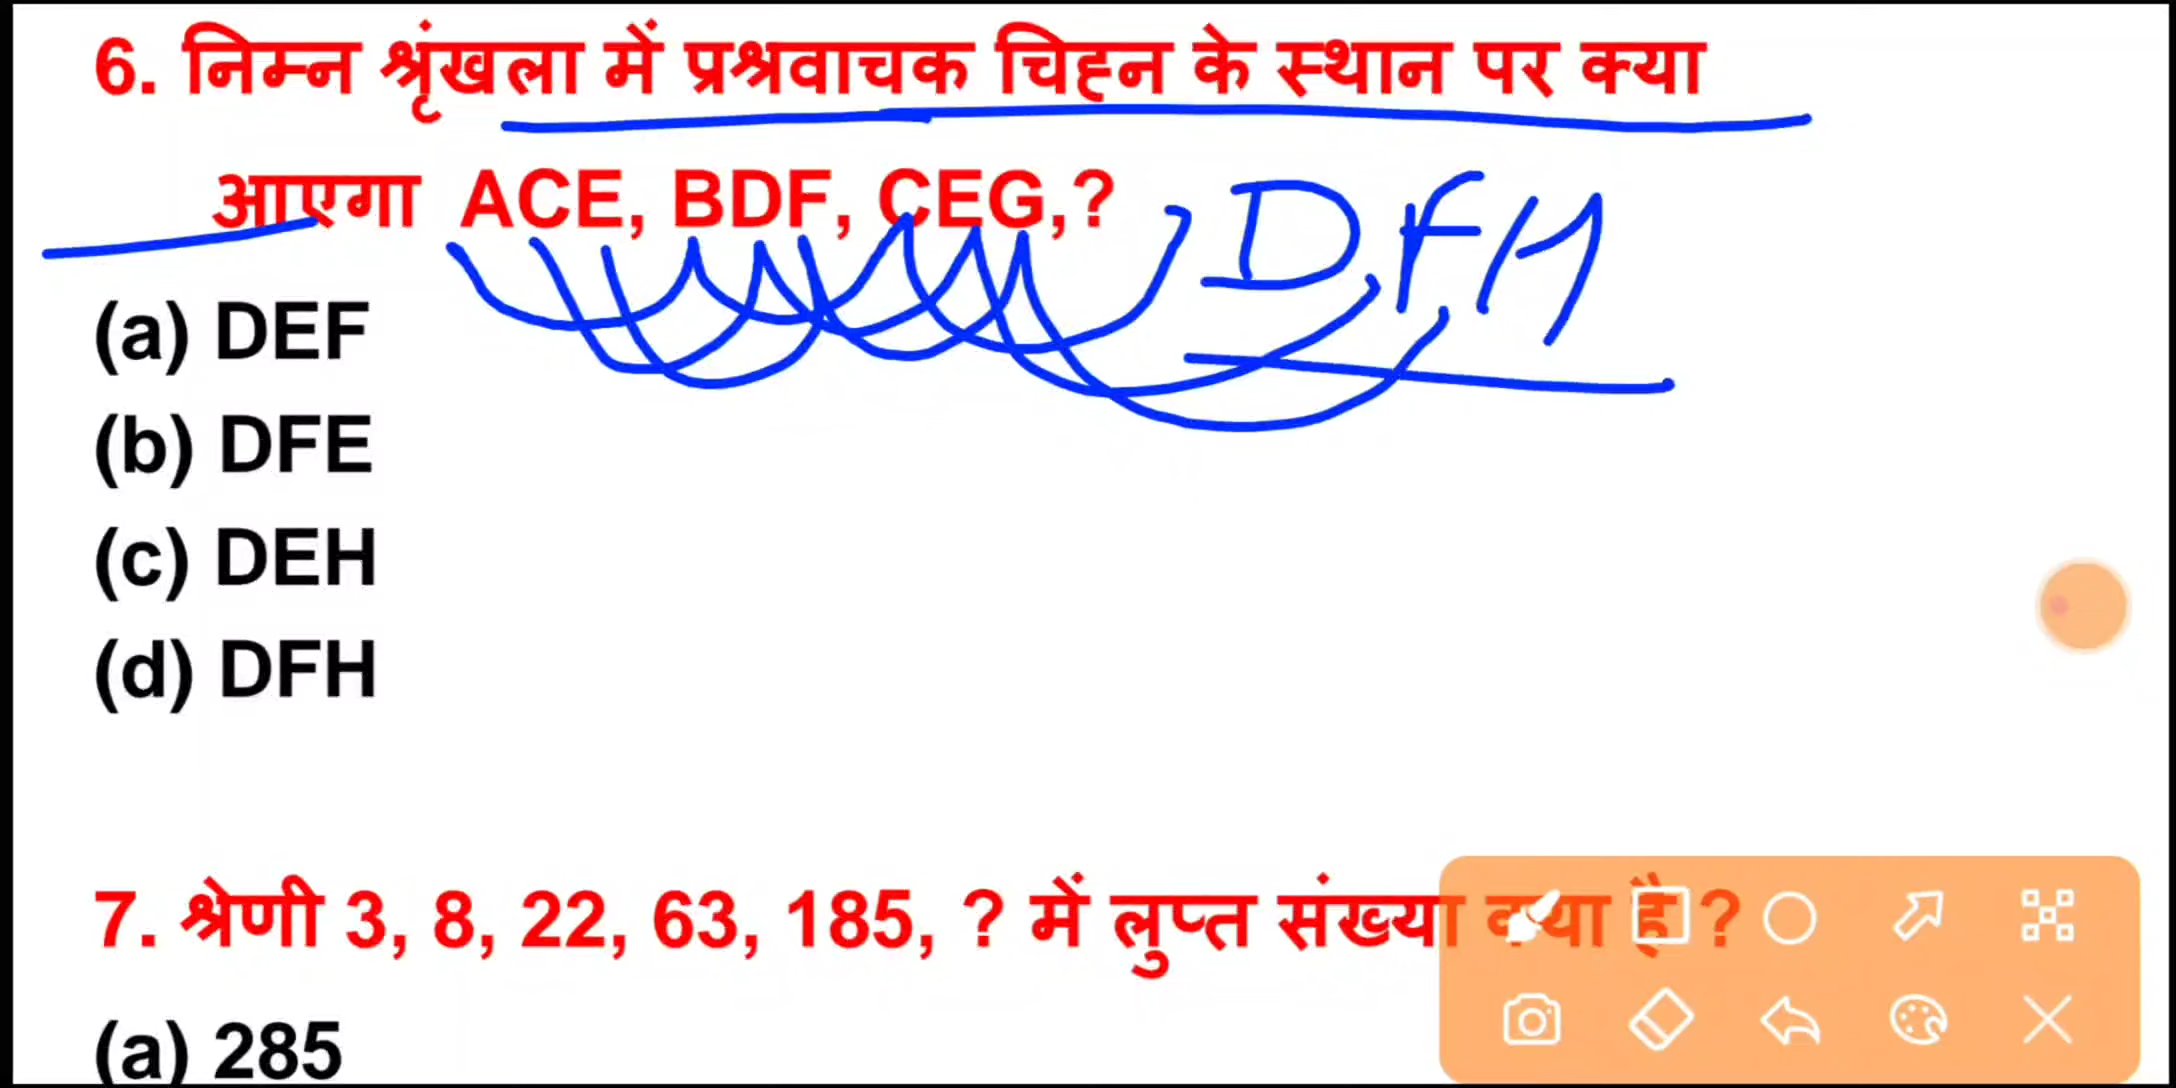 6. निम्न श्रृंखला में प्रश्नवाचक चिह्न के स्थान पर क्या
आएगा ACE, BDF, CEG,? DFH
(a) DEF
(b) DFE
(c) DEH
(d) DFH
7. श्रेणी 3, 8, 22, 63, 185, ? में लुप्त संख्या क्या है ?
(a) 285